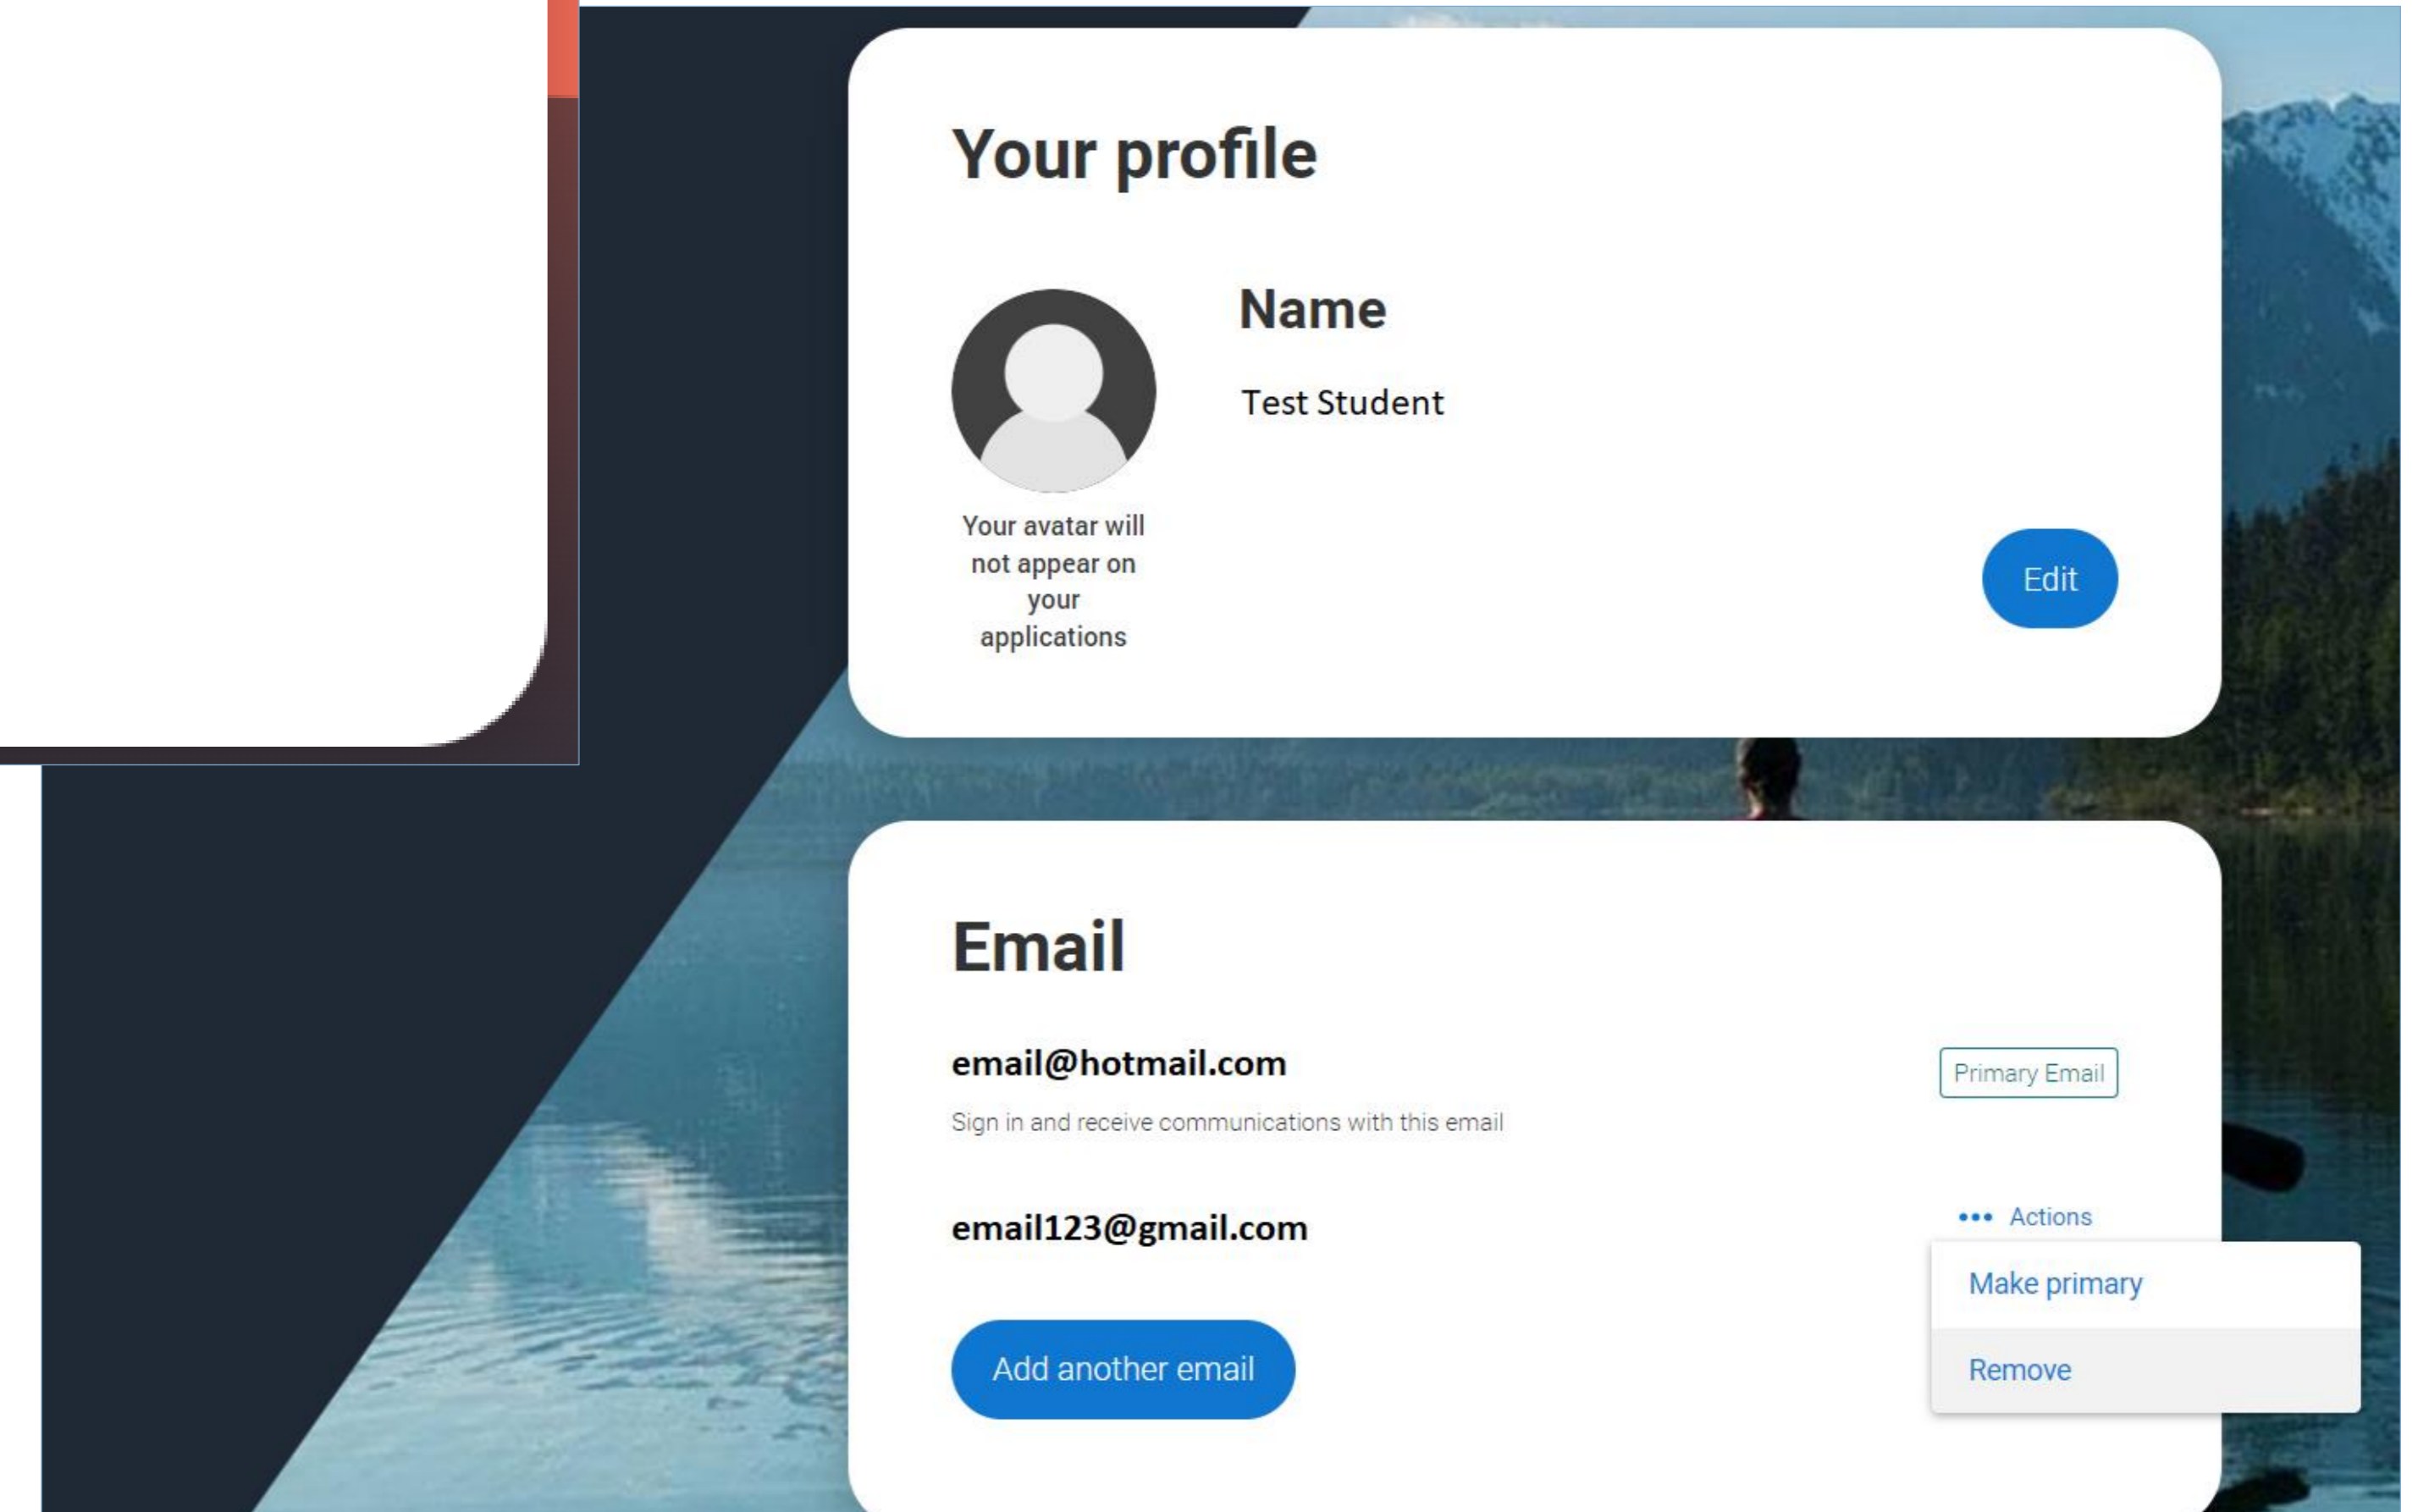 Your profile
Name
Test Student
Your avatar will
not appear on
your
applications
Edit
Email
email@hotmail.com
Primary Email
Sign in and receive communications with this email
email123@gmail.com
••• Actions
Make primary
Remove
Add another email